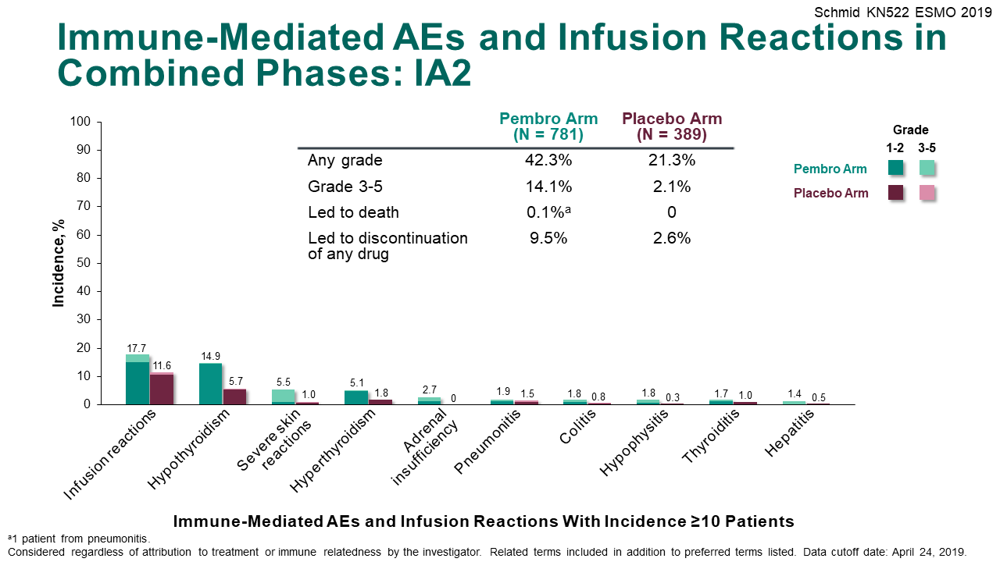 Schmid KN522 ESMO 2019
Immune-Mediated AEs and Infusion Reactions in
Combined Phases: IA2
Pembro Arm
(N = 781)
Placebo Arm
(N = 389)
Any grade 42.3% 21.3%
Grade 3-5 14.1% 2.1%
Led to death 0.1%ᵃ 0
Led to discontinuation
of any drug 9.5% 2.6%
Grade
1-2 3-5
Pembro Arm
Placebo Arm
Incidence, %
100
90
80
70
60
50
40
30
20
10
0
17.7 11.6
14.9 5.7
5.5 1.0
5.1 1.8
2.7 0
1.9 1.5
1.8 0.8
1.8 0.3
1.7 1.0
1.4 0.5
Infusion reactions
Hypothyroidism
Severe skin
reactions
Hyperthyroidism
Adrenal
insufficiency
Pneumonitis
Colitis
Hypophysitis
Thyroiditis
Hepatitis
Immune-Mediated AEs and Infusion Reactions With Incidence ≥10 Patients
ᵃ1 patient from pneumonitis.
Considered regardless of attribution to treatment or immune relatedness by the investigator. Related terms included in addition to preferred terms listed. Data cutoff date: April 24, 2019.